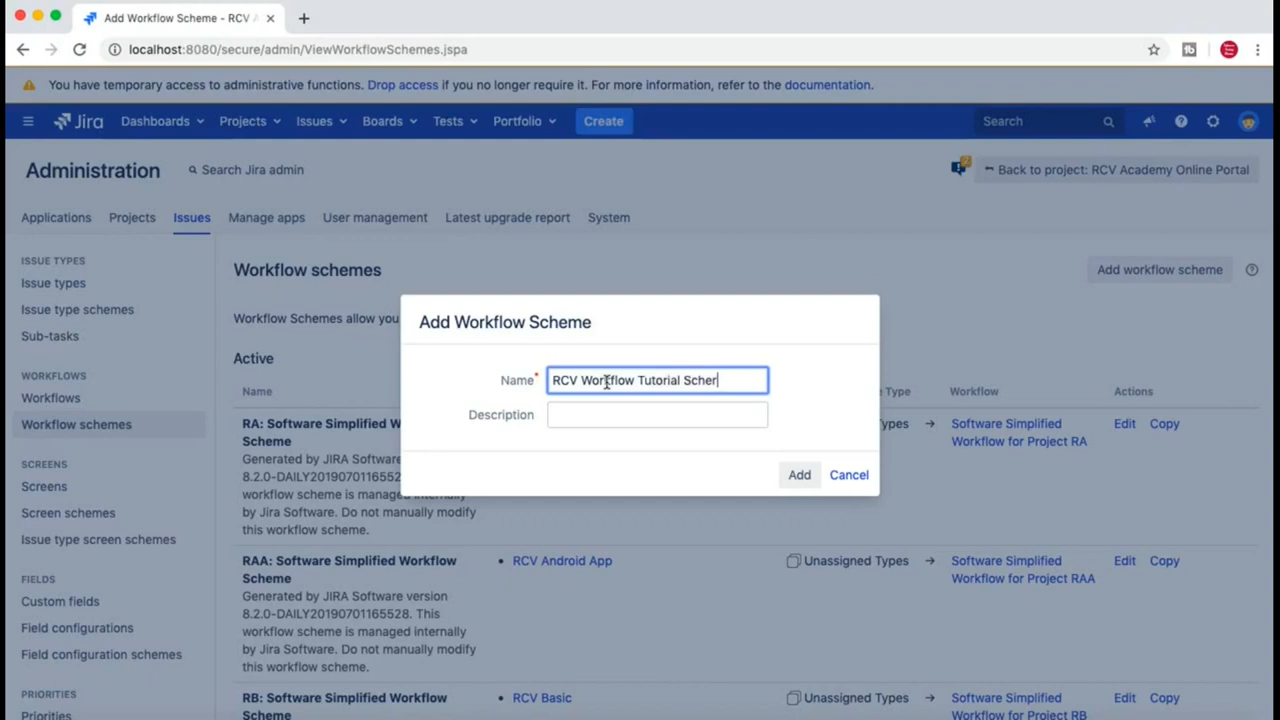 Add Workflow Scheme - RCV A
localhost:8080/secure/admin/ViewWorkflowSchemes.jspa
You have temporary access to administrative functions. Drop access if you no longer require it. For more information, refer to the documentation.
Jira Dashboards Projects Issues Boards Tests Portfolio Create Search
Administration Search Jira admin Back to project: RCV Academy Online Portal
Applications Projects Issues Manage apps User management Latest upgrade report System
ISSUE TYPES
Issue types
Issue type schemes
Sub-tasks
WORKFLOWS
Workflows
Workflow schemes
SCREENS
Screens
Screen schemes
Issue type screen schemes
FIELDS
Custom fields
Field configurations
Field configuration schemes
PRIORITIES
Priorities
Workflow schemes Add workflow scheme
Workflow Schemes allow you
Active
Name Type Workflow Actions
RA: Software Simplified W
Scheme
Generated by JIRA Software
8.2.0-DAILY2019070116552
workflow scheme is managed internally
by Jira Software. Do not manually modify
this workflow scheme.
ypes → Software Simplified
Workflow for Project RA
Edit Copy
RAA: Software Simplified Workflow
Scheme
Generated by JIRA Software version
8.2.0-DAILY20190701165528. This
workflow scheme is managed internally
by Jira Software. Do not manually modify
this workflow scheme.
• RCV Android App
Unassigned Types → Software Simplified
Workflow for Project RAA
Edit Copy
RB: Software Simplified Workflow
Scheme
• RCV Basic
Unassigned Types → Software Simplified
Workflow for Project RB
Edit Copy
Add Workflow Scheme
Name* RCV Workflow Tutorial Scher
Description
Add Cancel